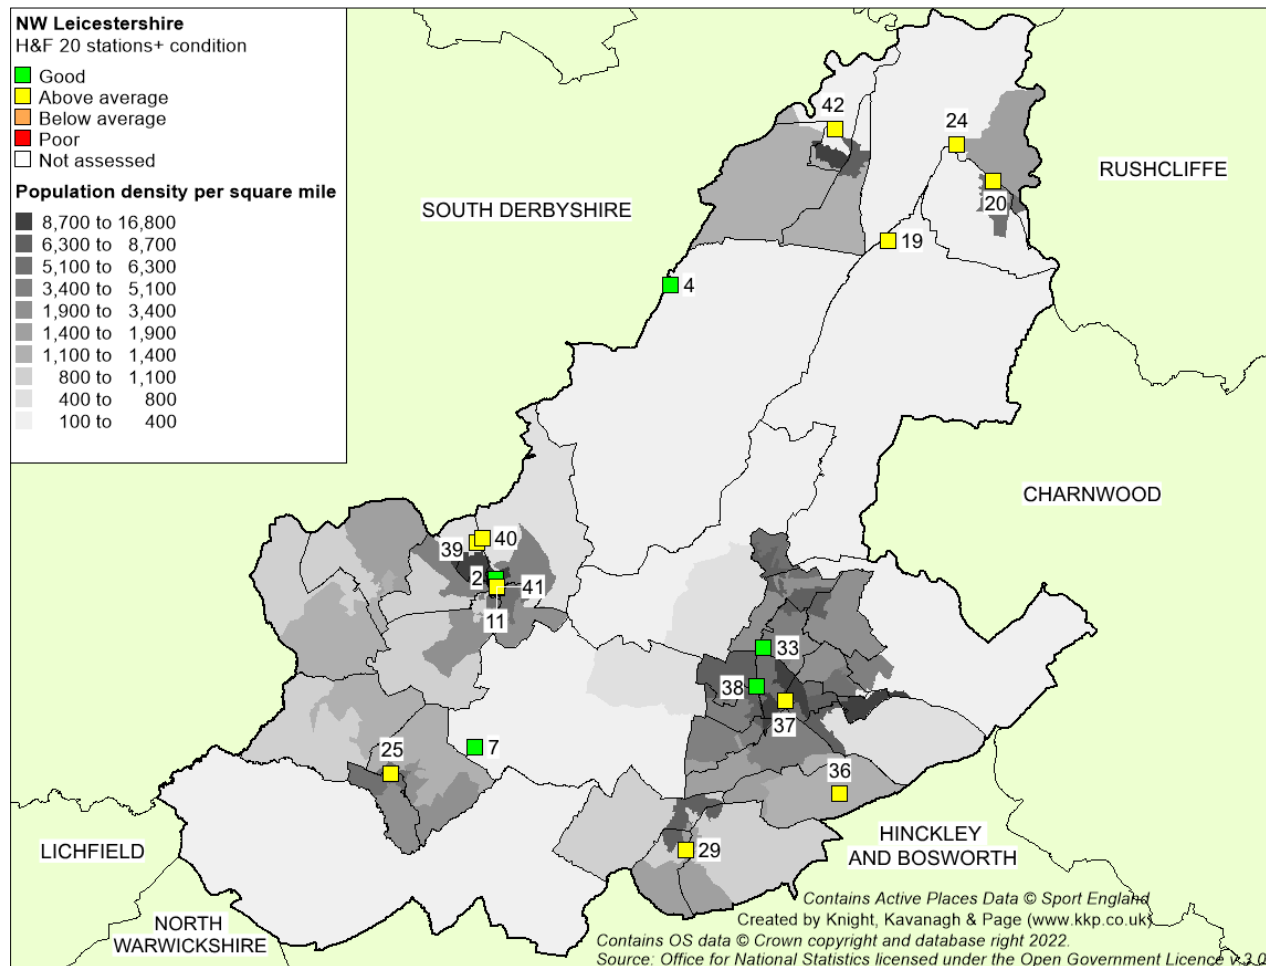 NW Leicestershire
H&F 20 stations+ condition
Good
Above average
Below average
Poor
Not assessed
Population density per square mile
8,700 to 16,800
6,300 to 8,700
5,100 to 6,300
3,400 to 5,100
1,900 to 3,400
1,400 to 1,900
1,100 to 1,400
800 to 1,100
400 to 800
100 to 400
42
24
RUSHCLIFFE
20
SOUTH DERBYSHIRE
19
4
CHARNWOOD
40
39
2
41
11
33
38
37
7
25
36
29
LICHFIELD
HINCKLEY
AND BOSWORTH
NORTH
WARWICKSHIRE
Contains Active Places Data © Sport England
Created by Knight, Kavanagh & Page (www.kkp.co.uk)
Contains OS data © Crown copyright and database right 2022.
Source: Office for National Statistics licensed under the Open Government Licence v.3.0